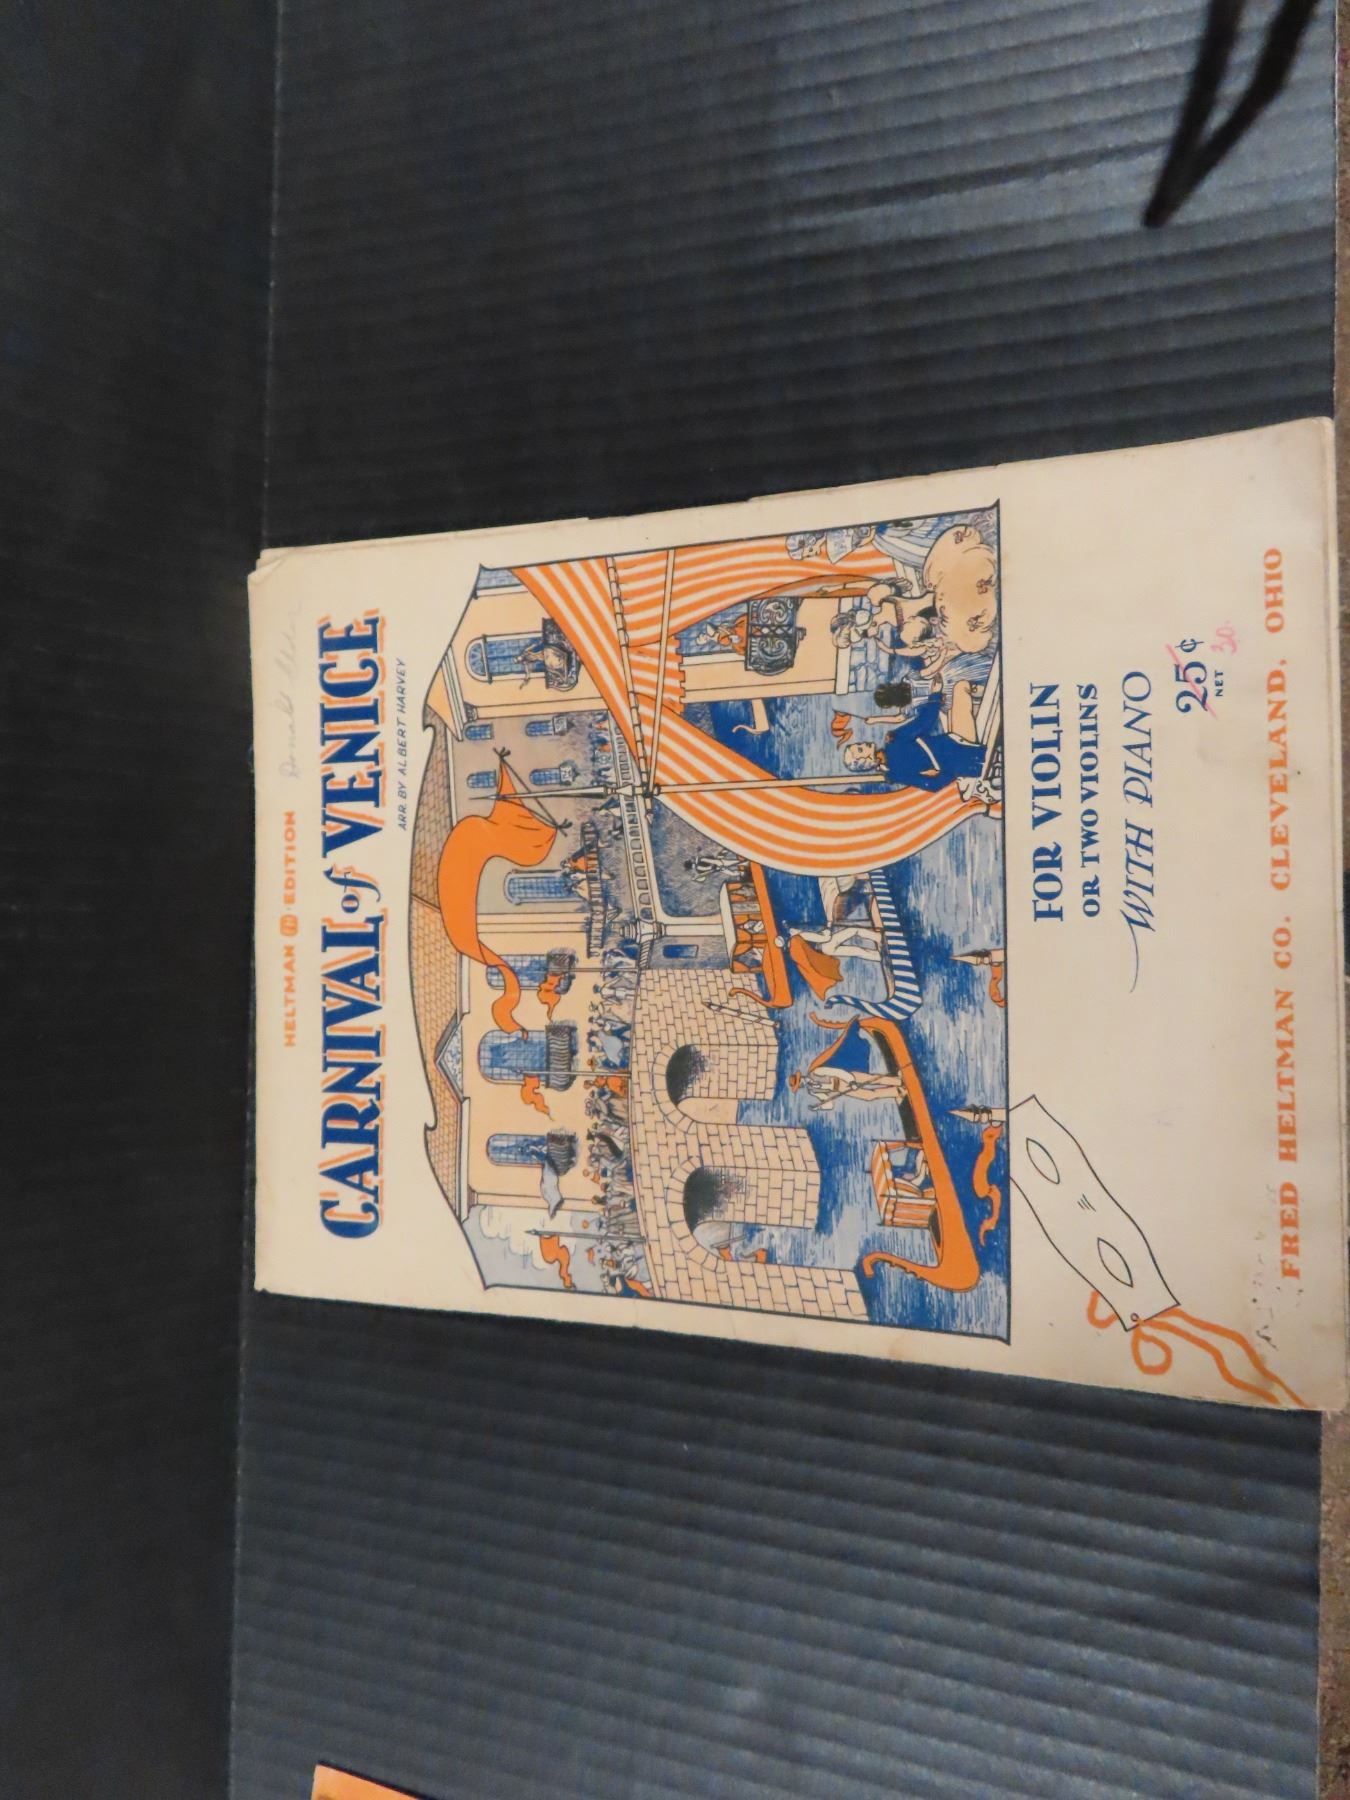 Donald
HELTMAN EDITION
CARNIVAL of VENICE
ARR. BY ALBERT HARVEY
FOR VIOLIN
OR TWO VIOLINS
WITH PIANO
25¢
NET 30
FRED HELTMAN CO. CLEVELAND, OHIO